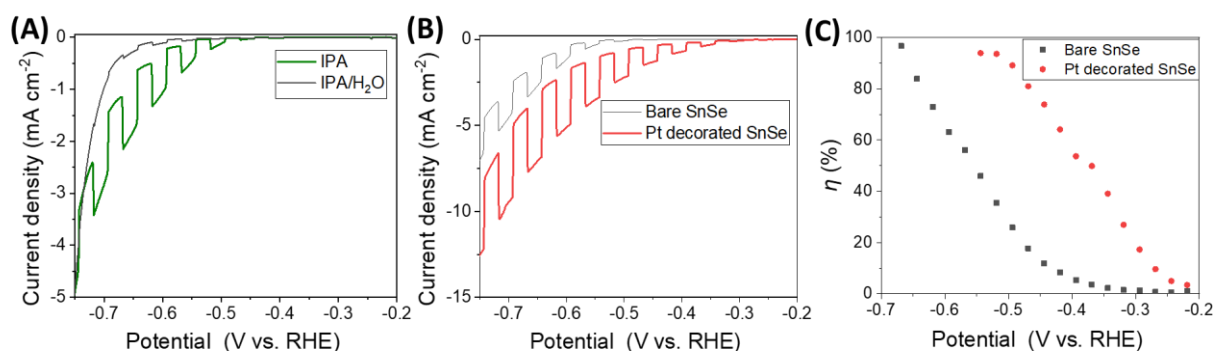 (A)
0
-1
-2
-3
-4
-5
Current density (mA cm⁻²)
IPA
IPA/H₂O
-0.7
-0.6
-0.5
-0.4
-0.3
-0.2
Potential (V vs. RHE)
(B)
0
-5
-10
-15
Current density (mA cm⁻²)
Bare SnSe
Pt decorated SnSe
-0.7
-0.6
-0.5
-0.4
-0.3
-0.2
Potential (V vs. RHE)
(C)
100
80
60
40
20
0
η (%)
Bare SnSe
Pt decorated SnSe
-0.7
-0.6
-0.5
-0.4
-0.3
-0.2
Potential (V vs. RHE)